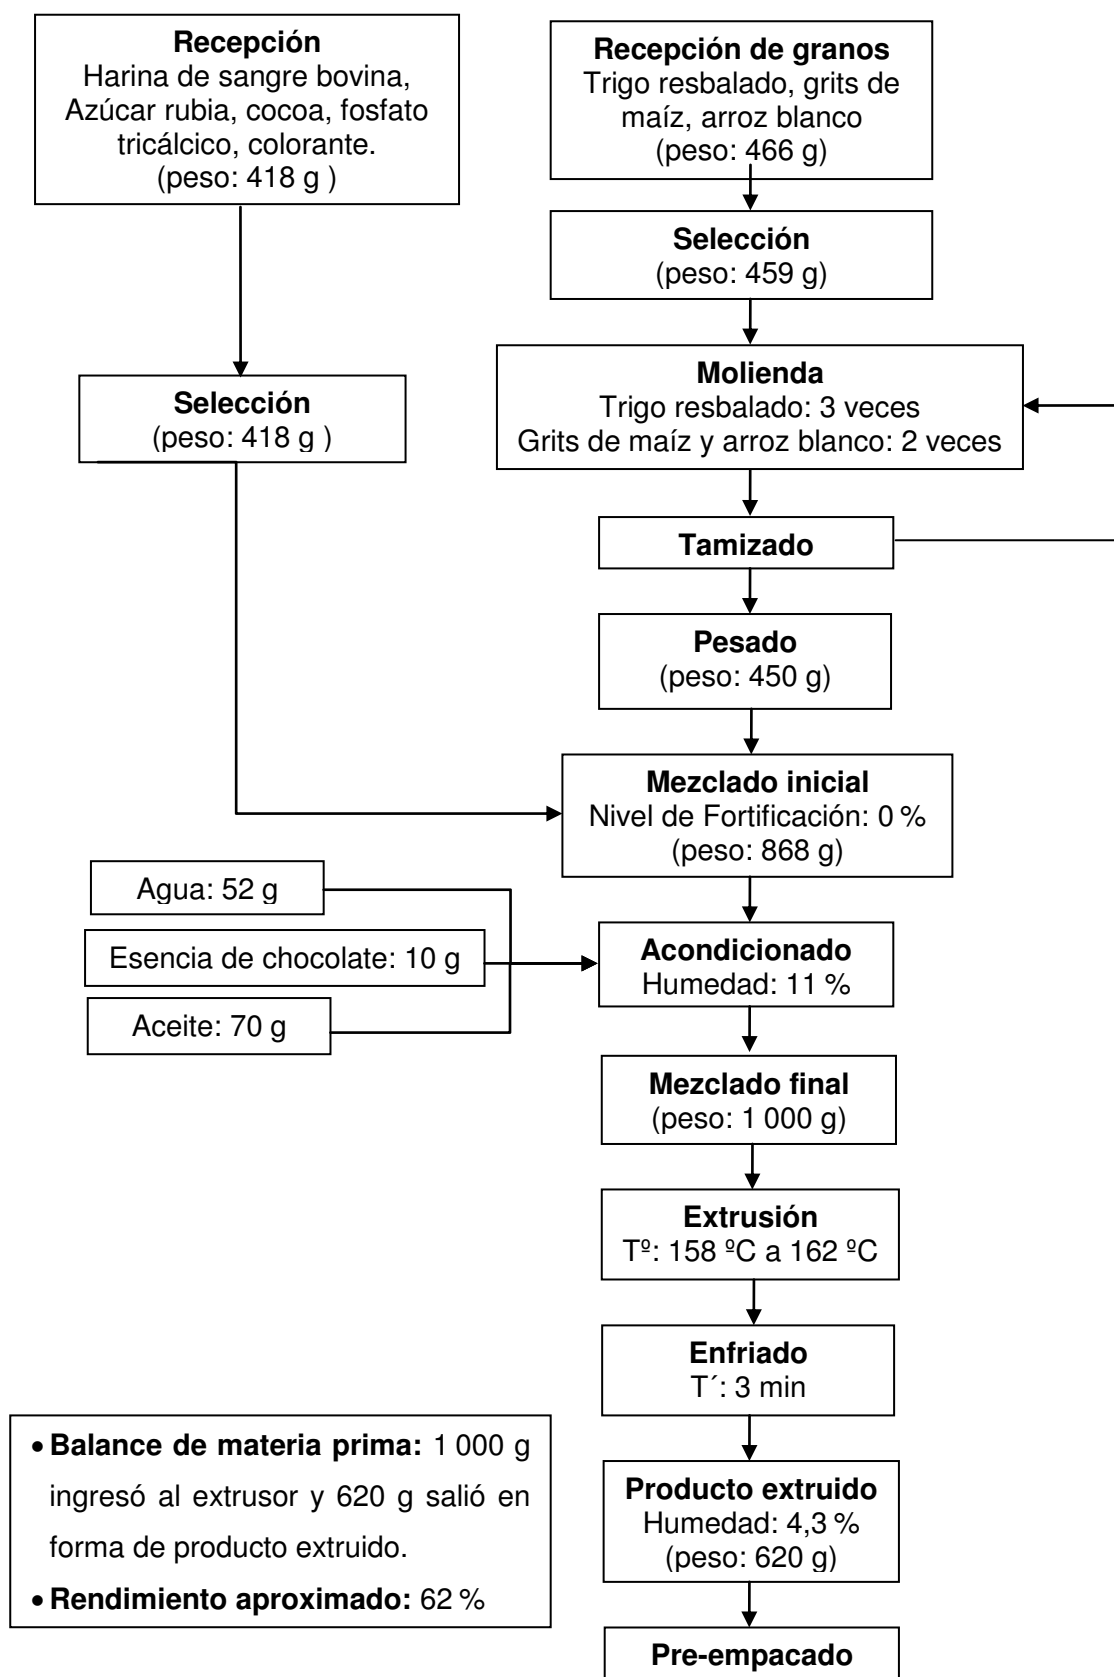 Recepción
Harina de sangre bovina,
Azúcar rubia, cocoa, fosfato
tricálcico, colorante.
(peso: 418 g )
Recepción de granos
Trigo resbalado, grits de
maíz, arroz blanco
(peso: 466 g)
Selección
(peso: 459 g)
Molienda
Trigo resbalado: 3 veces
Grits de maíz y arroz blanco: 2 veces
Selección
(peso: 418 g )
Tamizado
Pesado
(peso: 450 g)
Mezclado inicial
Nivel de Fortificación: 0 %
(peso: 868 g)
Agua: 52 g
Esencia de chocolate: 10 g
Aceite: 70 g
Acondicionado
Humedad: 11 %
Mezclado final
(peso: 1 000 g)
Extrusión
Tº: 158 ºC a 162 ºC
Enfriado
T´: 3 min
• Balance de materia prima: 1 000 g
ingresó al extrusor y 620 g salió en
forma de producto extruido.
• Rendimiento aproximado: 62 %
Producto extruido
Humedad: 4,3 %
(peso: 620 g)
Pre-empacado